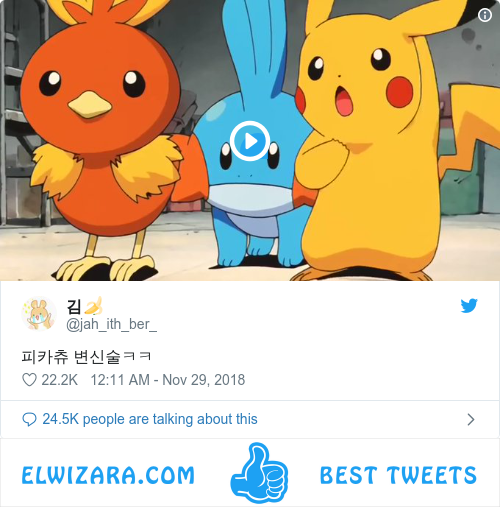 김🍌
@jah_ith_ber_
피카츄 변신술ㅋㅋ
22.2K 12:11 AM - Nov 29, 2018
24.5K people are talking about this
ELWIZARA.COM BEST TWEETS